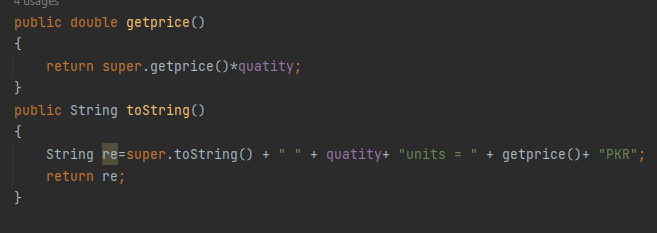 4 usages
public double getprice()
{
return super.getprice()*quatity;
}
public String toString()
{
String re=super.toString() + " " + quatity+ "units = " + getprice()+ "PKR";
return re;
}